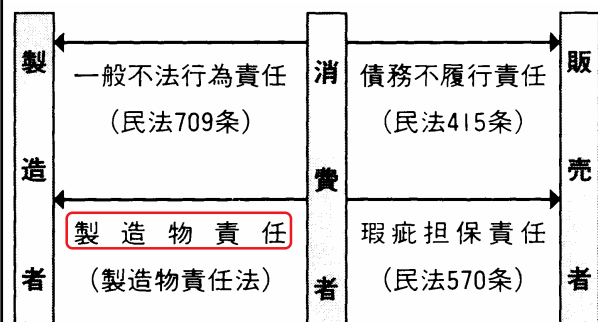 製造者
一般不法行為責任
(民法709条)
製造物責任
(製造物責任法)
消費者
債務不履行責任
(民法415条)
瑕疵担保責任
(民法570条)
販売者